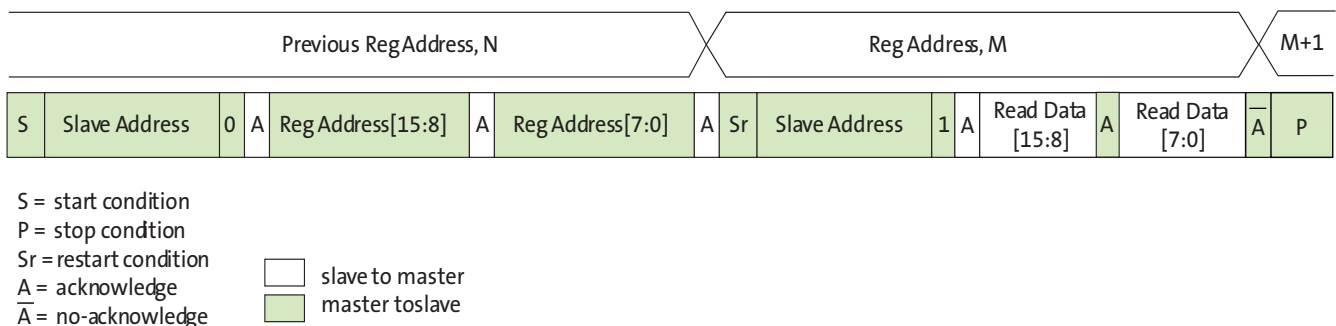 Previous Reg Address, N Reg Address, M M+1
S Slave Address 0 A Reg Address[15:8] A Reg Address[7:0] A Sr Slave Address 1 A Read Data [15:8] A Read Data [7:0] A̅ P
S = start condition
P = stop condition
Sr = restart condition
A = acknowledge
A̅ = no-acknowledge
slave to master
master toslave